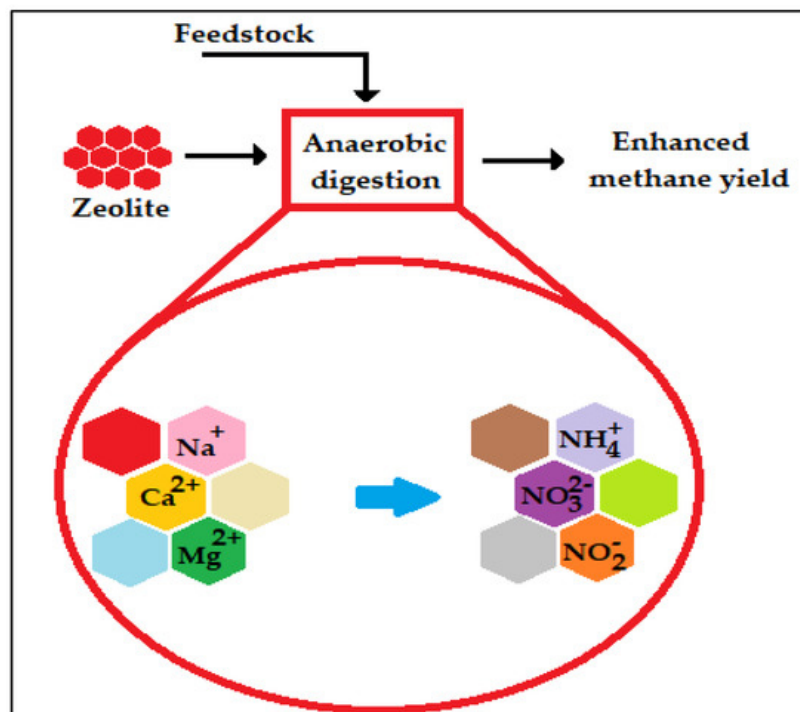 Feedstock
Zeolite
Anaerobic
digestion
Enhanced
methane yield
Na⁺
Ca²⁺
Mg²⁺
NH₄⁺
NO₃²⁻
NO₂⁻